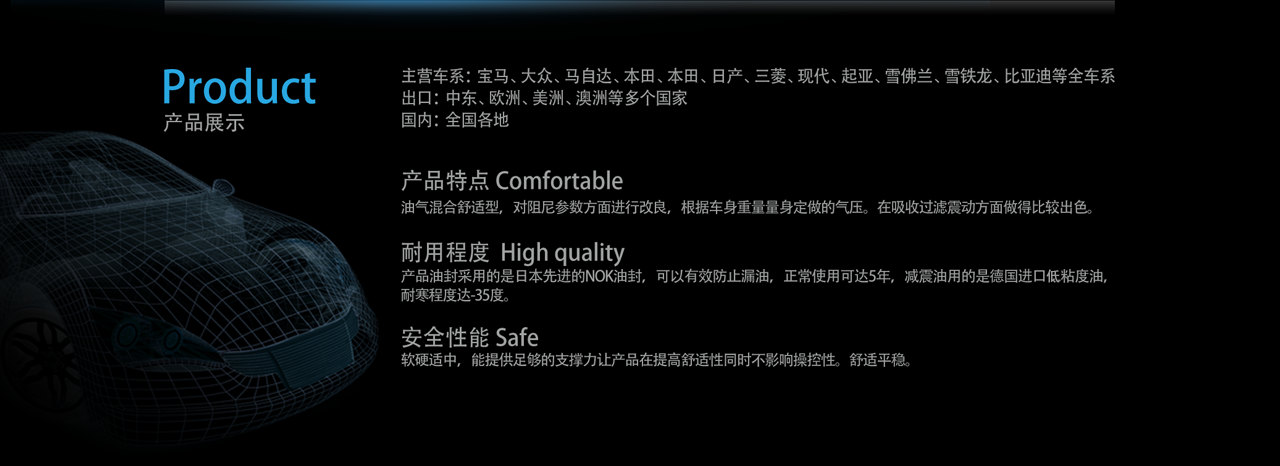 Product
产品展示
主营车系：宝马、大众、马自达、本田、本田、日产、三菱、现代、起亚、雪佛兰、雪铁龙、比亚迪等全车系
出口：中东、欧洲、美洲、澳洲等多个国家
国内：全国各地
产品特点 Comfortable
油气混合舒适型，对阻尼参数方面进行改良，根据车身重量量身定做的气压。在吸收过滤震动方面做得比较出色。
耐用程度 High quality
产品油封采用的是日本先进的NOK油封，可以有效防止漏油，正常使用可达5年，减震油用的是德国进口低粘度油，
耐寒程度达-35度。
安全性能 Safe
软硬适中，能提供足够的支撑力让产品在提高舒适性同时不影响操控性。舒适平稳。